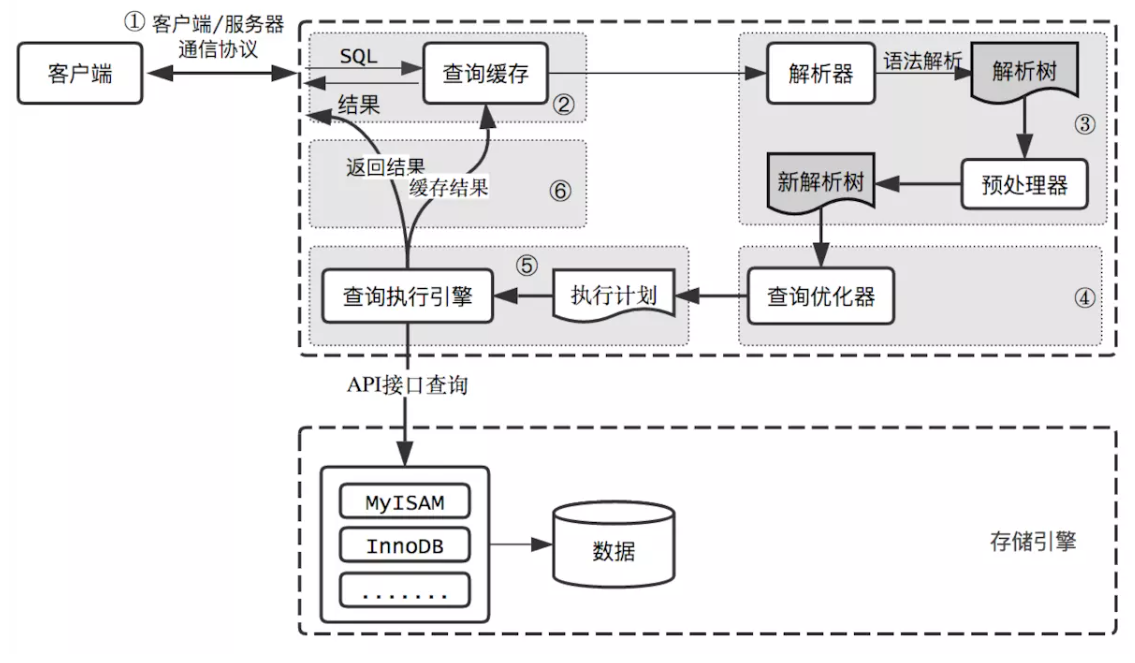 ① 客户端/服务器
通信协议
客户端
SQL
查询缓存
②
结果
解析器
语法解析
解析树
③
预处理器
新解析树
返回结果
缓存结果
⑥
查询执行引擎
⑤
执行计划
查询优化器
④
API接口查询
MyISAM
InnoDB
.......
数据
存储引擎